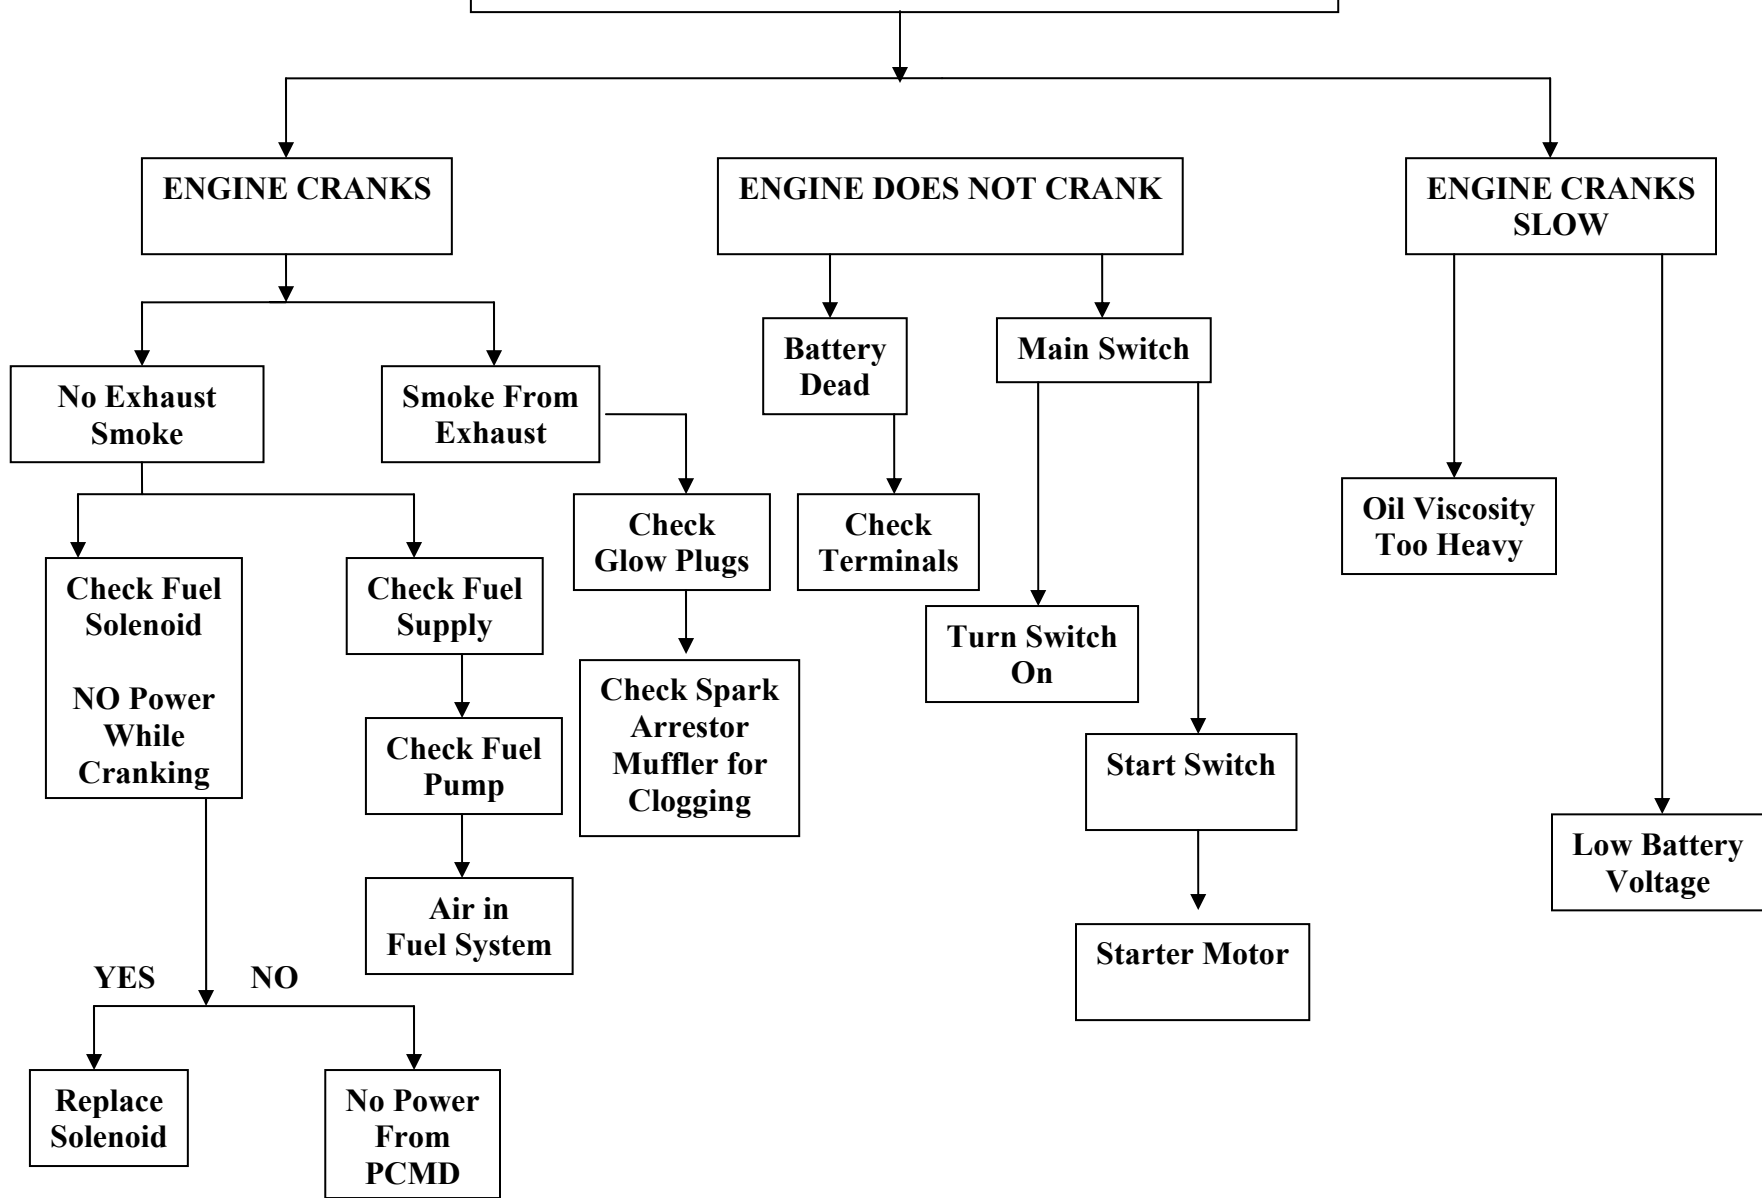 ENGINE CRANKS
ENGINE DOES NOT CRANK
ENGINE CRANKS
SLOW
No Exhaust
Smoke
Smoke From
Exhaust
Battery
Dead
Main Switch
Check
Glow Plugs
Check
Terminals
Oil Viscosity
Too Heavy
Check Fuel
Solenoid
NO Power
While
Cranking
Check Fuel
Supply
Turn Switch
On
Check Spark
Arrestor
Muffler for
Clogging
Check Fuel
Pump
Start Switch
Low Battery
Voltage
Air in
Fuel System
Starter Motor
YES NO
Replace
Solenoid
No Power
From
PCMD